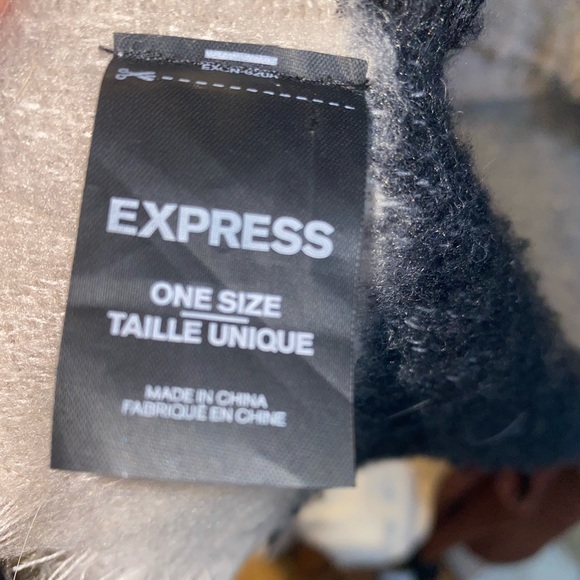 EXPRESS
ONE SIZE
TAILLE UNIQUE
MADE IN CHINA
FABRIQUÉ EN CHINE